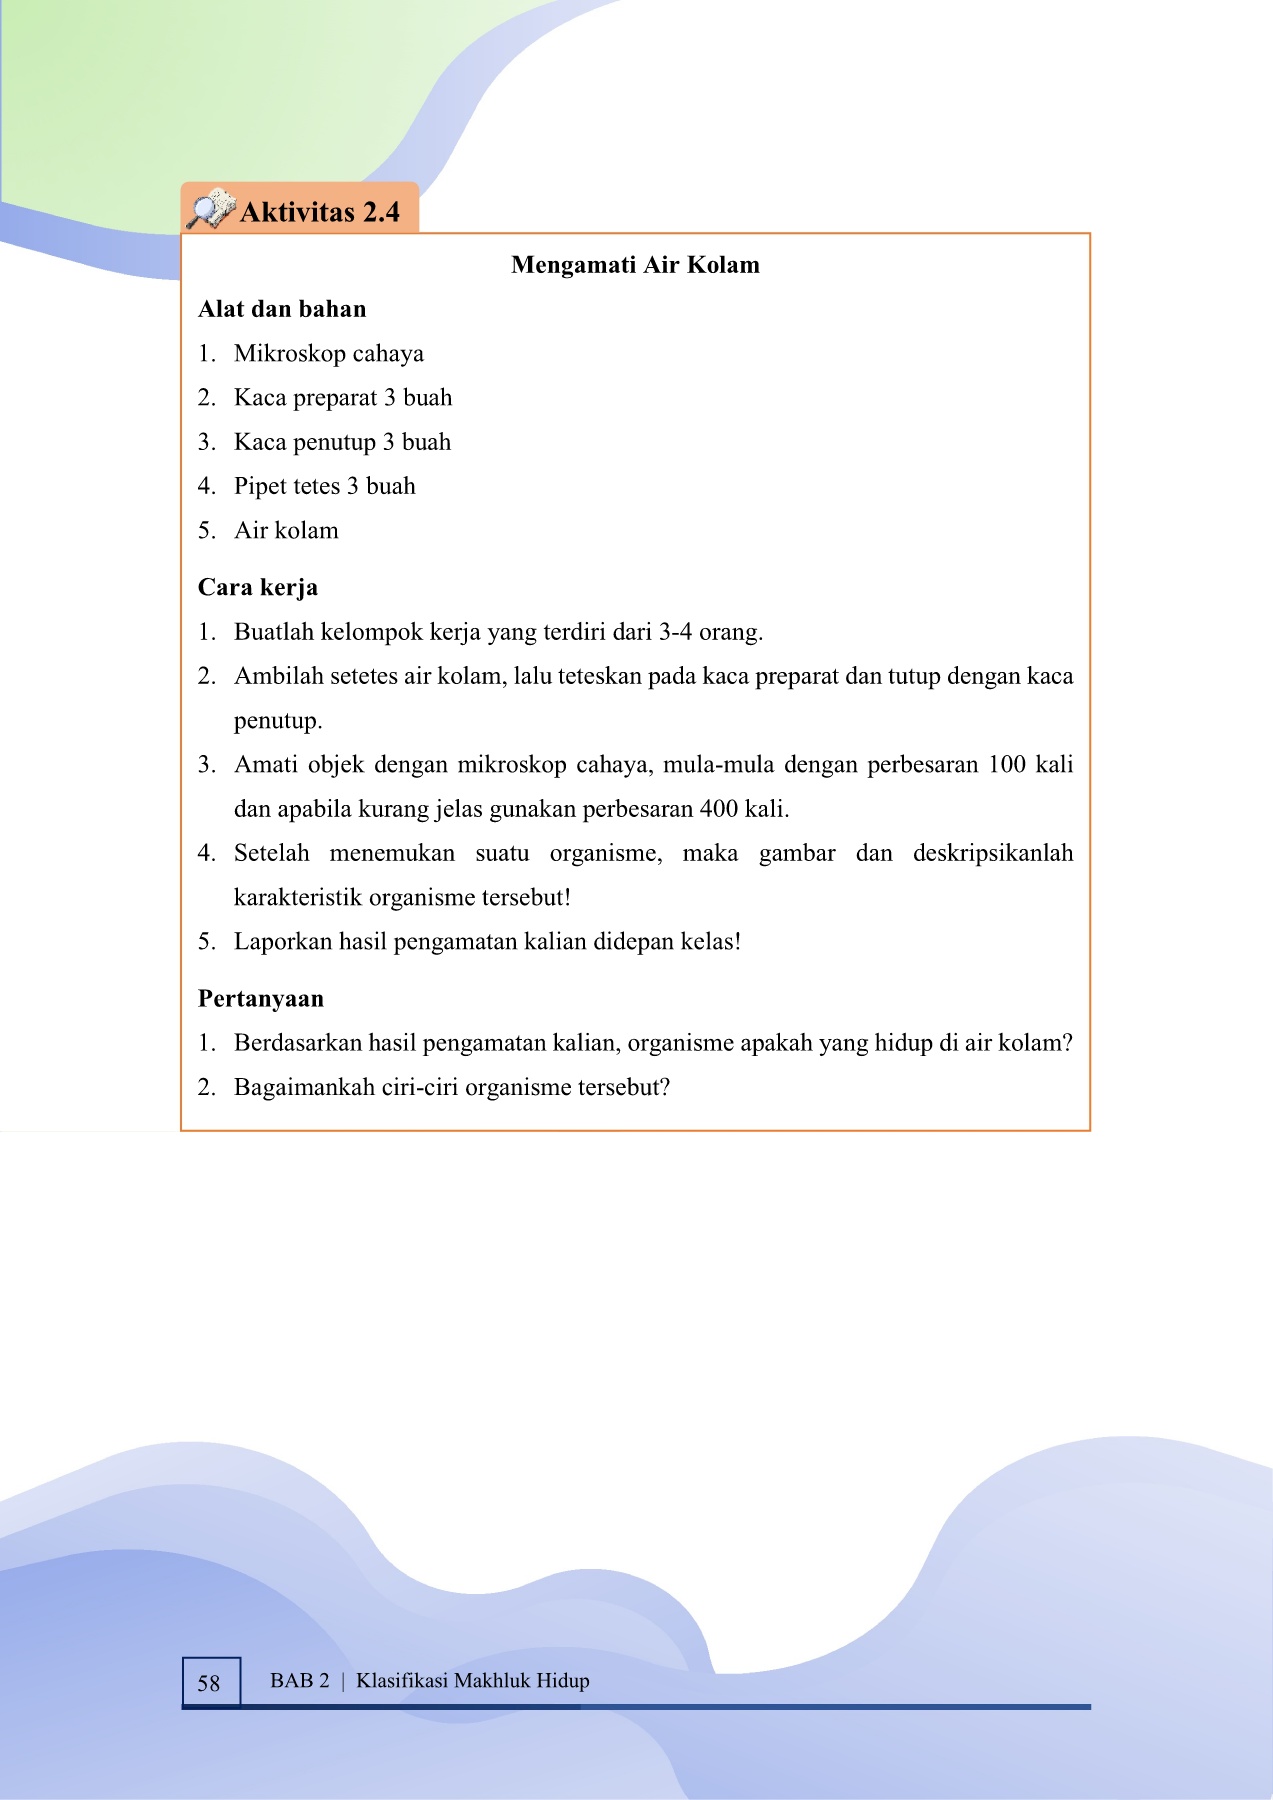 Aktivitas 2.4
Mengamati Air Kolam
Alat dan bahan
1. Mikroskop cahaya
2. Kaca preparat 3 buah
3. Kaca penutup 3 buah
4. Pipet tetes 3 buah
5. Air kolam
Cara kerja
1. Buatlah kelompok kerja yang terdiri dari 3-4 orang.
2. Ambilah setetes air kolam, lalu teteskan pada kaca preparat dan tutup dengan kaca
penutup.
3. Amati objek dengan mikroskop cahaya, mula-mula dengan perbesaran 100 kali
dan apabila kurang jelas gunakan perbesaran 400 kali.
4. Setelah menemukan suatu organisme, maka gambar dan deskripsikanlah
karakteristik organisme tersebut!
5. Laporkan hasil pengamatan kalian didepan kelas!
Pertanyaan
1. Berdasarkan hasil pengamatan kalian, organisme apakah yang hidup di air kolam?
2. Bagaimankah ciri-ciri organisme tersebut?
58 BAB 2 | Klasifikasi Makhluk Hidup